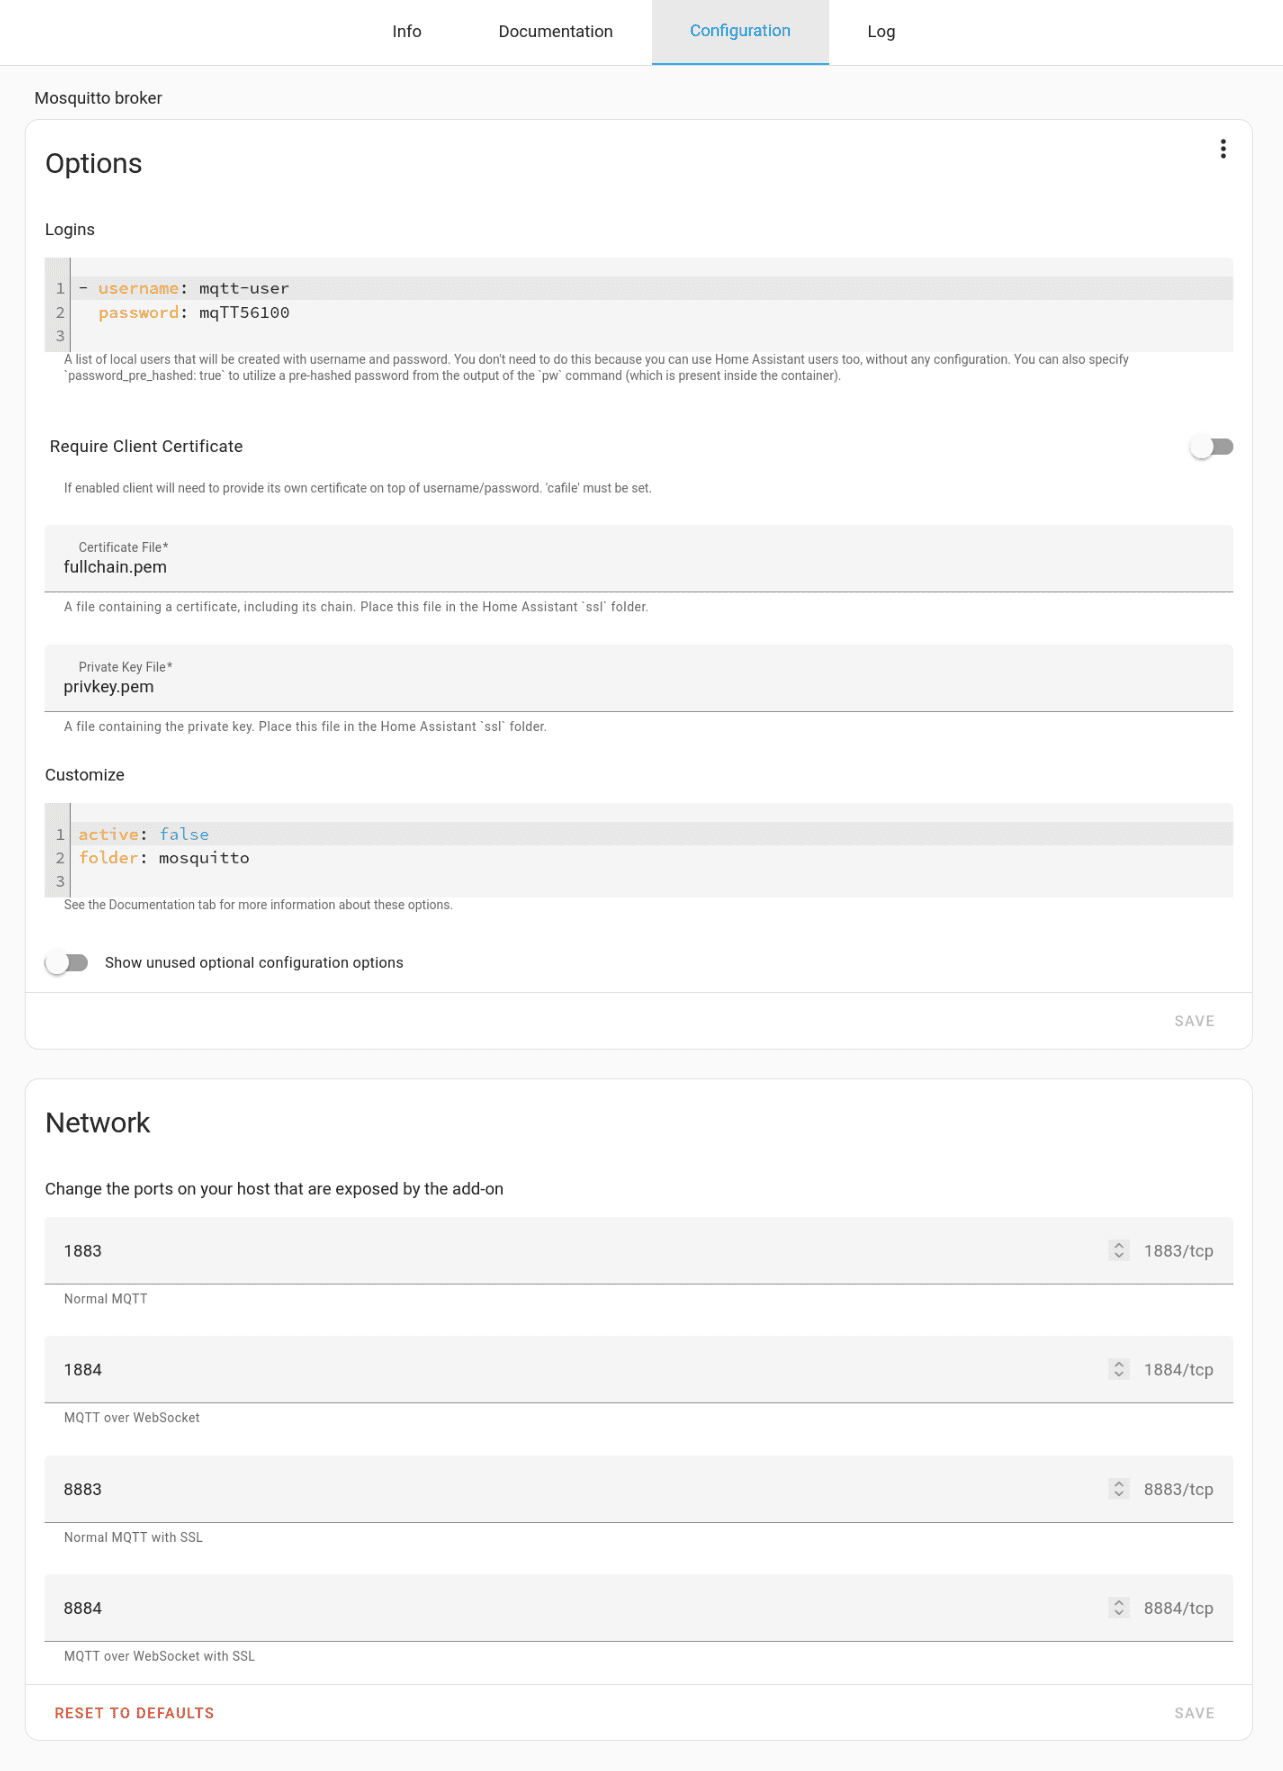 Info
Documentation
Configuration
Log
Mosquitto broker
Options
Logins
1 - username: mqtt-user
2 password: mqTT56100
3
A list of local users that will be created with username and password. You don't need to do this because you can use Home Assistant users too, without any configuration. You can also specify
`password_pre_hashed: true` to utilize a pre-hashed password from the output of the `pw` command (which is present inside the container).
Require Client Certificate
If enabled client will need to provide its own certificate on top of username/password. 'cafile' must be set.
Certificate File*
fullchain.pem
A file containing a certificate, including its chain. Place this file in the Home Assistant `ssl` folder.
Private Key File*
privkey.pem
A file containing the private key. Place this file in the Home Assistant `ssl` folder.
Customize
1 active: false
2 folder: mosquitto
3
See the Documentation tab for more information about these options.
Show unused optional configuration options
SAVE
Network
Change the ports on your host that are exposed by the add-on
1883 1883/tcp
Normal MQTT
1884 1884/tcp
MQTT over WebSocket
8883 8883/tcp
Normal MQTT with SSL
8884 8884/tcp
MQTT over WebSocket with SSL
RESET TO DEFAULTS
SAVE